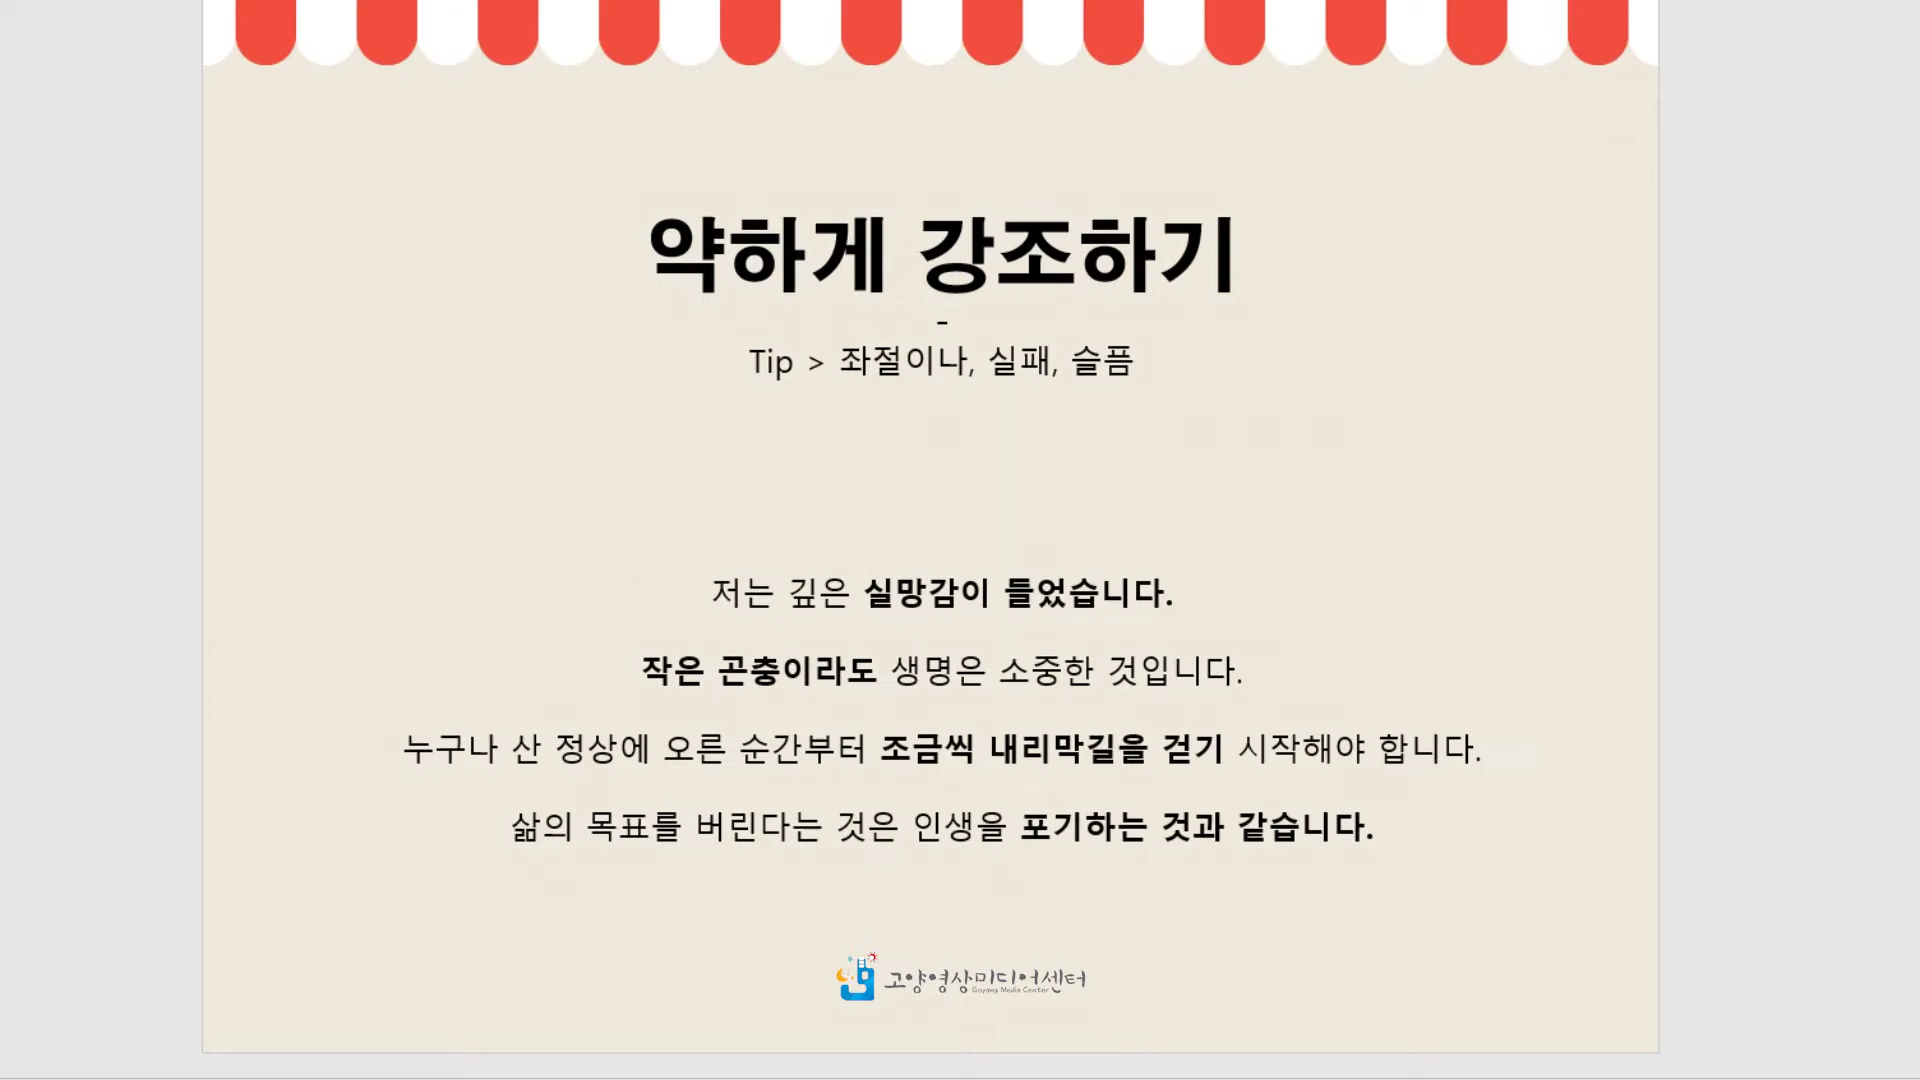 약하게 강조하기
-
Tip > 좌절이나, 실패, 슬픔
저는 깊은 실망감이 들었습니다.
작은 곤충이라도 생명은 소중한 것입니다.
누구나 산 정상에 오른 순간부터 조금씩 내리막길을 걷기 시작해야 합니다.
삶의 목표를 버린다는 것은 인생을 포기하는 것과 같습니다.
고양영상미디어센터
Goyang Media Center